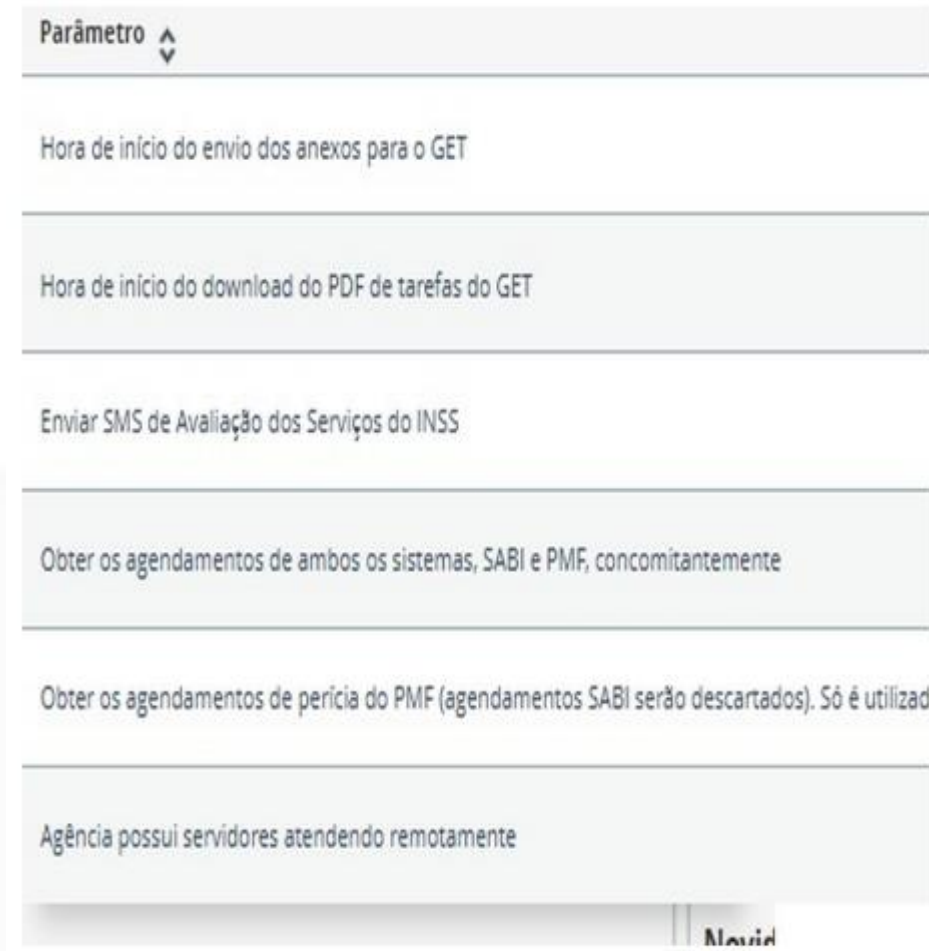 Parâmetro
Hora de início do envio dos anexos para o GET
Hora de início do download do PDF de tarefas do GET
Enviar SMS de Avaliação dos Serviços do INSS
Obter os agendamentos de ambos os sistemas, SABI e PMF, concomitantemente
Obter os agendamentos de perícia do PMF (agendamentos SABI serão descartados). Só é utilizad
Agência possui servidores atendendo remotamente